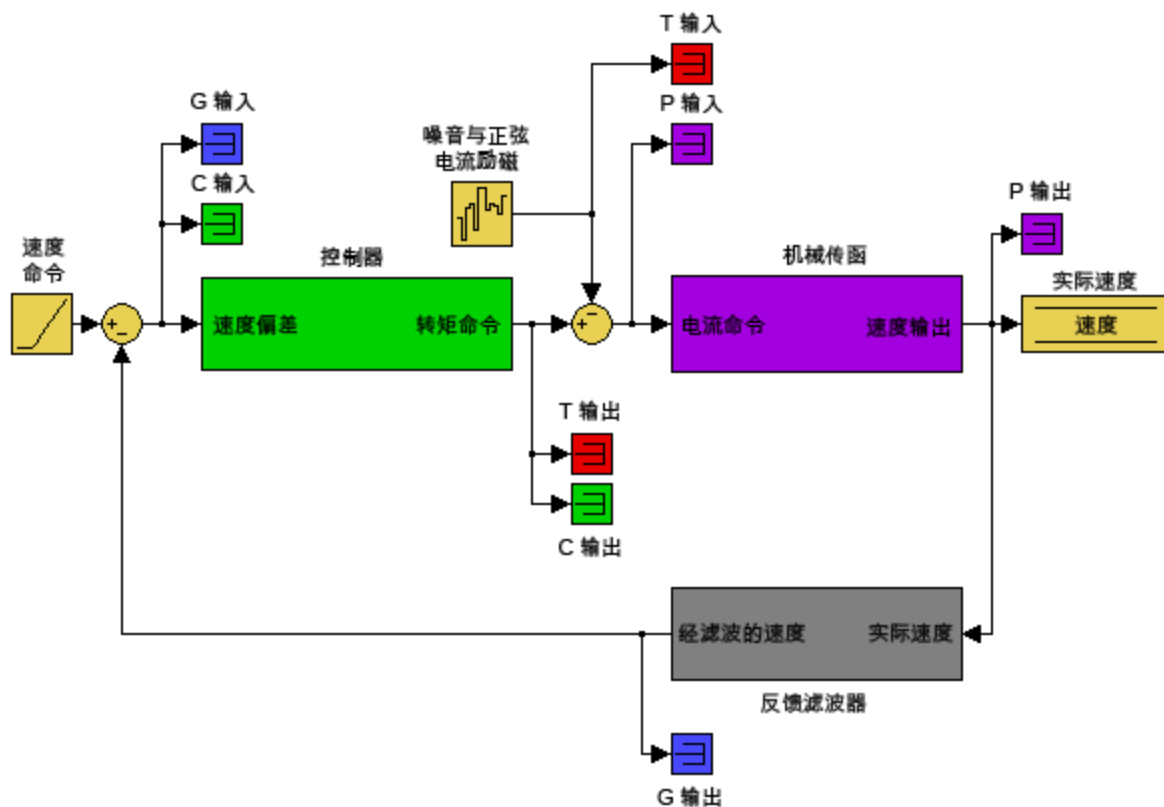 T 输入
P 输入
G 输入
C 输入
噪音与正弦
电流励磁
P 输出
速度
命令
控制器
机械传函
实际速度
速度偏差
转矩命令
电流命令
速度输出
速度
T 输出
C 输出
经滤波的速度
实际速度
反馈滤波器
G 输出